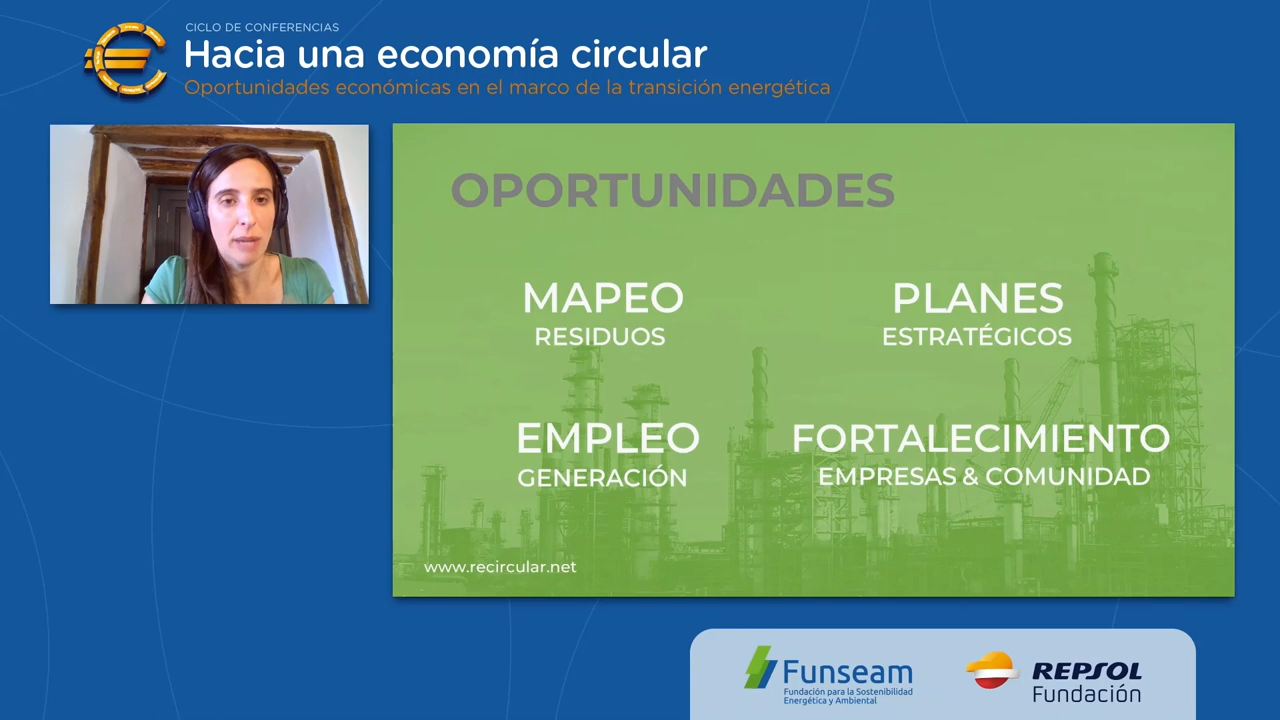 CICLO DE CONFERENCIAS
Hacia una economía circular
Oportunidades económicas en el marco de la transición energética
OPORTUNIDADES
MAPEO
RESIDUOS
PLANES
ESTRATÉGICOS
EMPLEO
GENERACIÓN
FORTALECIMIENTO
EMPRESAS & COMUNIDAD
www.recircular.net
Funseam
Fundación para la Sostenibilidad
Energética y Ambiental
REPSOL
Fundación